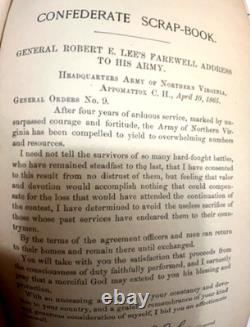 CONFEDERATE SCRAP-BOOK.
GENERAL ROBERT E. LEE'S FAREWELL ADDRESS
TO HIS ARMY.
HEADQUARTERS ARMY OF NORTHERN VIRGINIA,
APPOMATTOX C. H., April 10, 1865.
GENERAL ORDERS No. 9.
After four years of arduous service, marked by un-
surpassed courage and fortitude, the Army of Northern Vir-
ginia has been compelled to yield to overwhelming numbers
and resources.
I need not tell the survivors of so many hard-fought battles,
who have remained steadfast to the last, that I have consented
to this result from no distrust of them, but feeling that valor
and devotion would accomplish nothing that could compen-
sate for the loss that would have attended the continuation of
the contest, I have determined to avoid the useless sacrifice of
those whose past services have endeared them to their coun-
trymen.
By the terms of the agreement officers and men can return
to their homes and remain there until exchanged.
You will take with you the satisfaction that proceeds from
the consciousness of duty faithfully performed, and I earnestly
pray that a merciful God may extend to you his blessing and
protection.
With an unceasing admiration of your constancy and devo-
and a grateful remembrance of your kind
generous consideration of myself, I bid you an affectionate